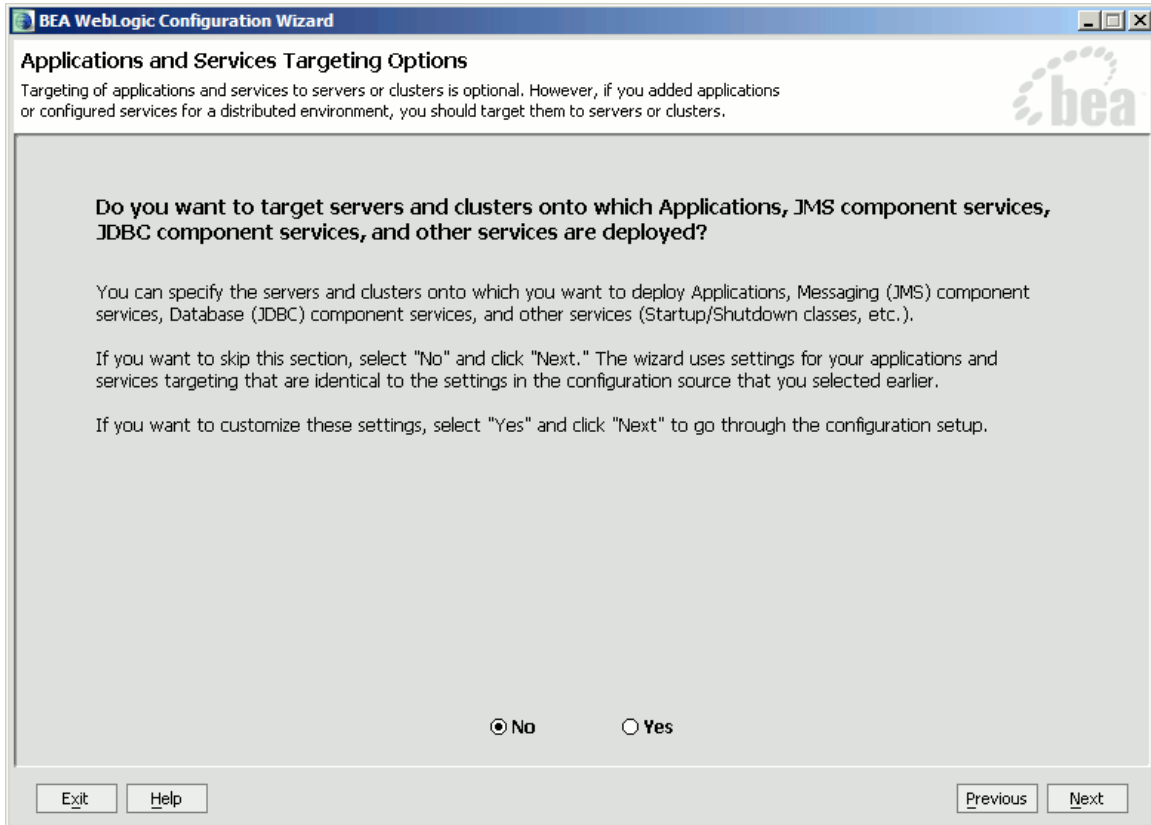 BEA WebLogic Configuration Wizard
Applications and Services Targeting Options
Targeting of applications and services to servers or clusters is optional. However, if you added applications
or configured services for a distributed environment, you should target them to servers or clusters.
bea
Do you want to target servers and clusters onto which Applications, JMS component services,
JDBC component services, and other services are deployed?
You can specify the servers and clusters onto which you want to deploy Applications, Messaging (JMS) component
services, Database (JDBC) component services, and other services (Startup/Shutdown classes, etc.).
If you want to skip this section, select "No" and click "Next." The wizard uses settings for your applications and
services targeting that are identical to the settings in the configuration source that you selected earlier.
If you want to customize these settings, select "Yes" and click "Next" to go through the configuration setup.
No Yes
Exit Help Previous Next